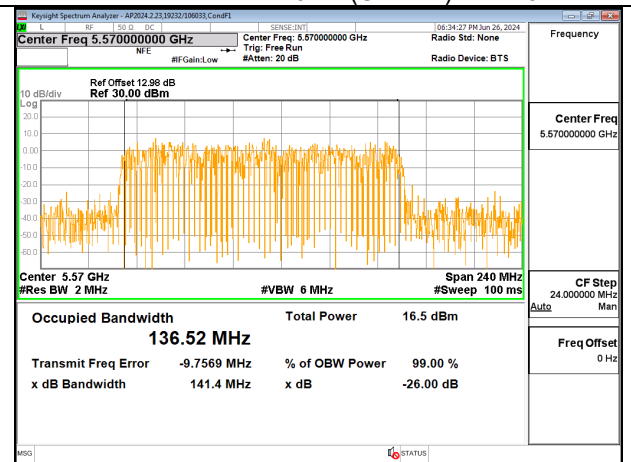 Keysight Spectrum Analyzer - AP2024.2.23,19232/106033,CondF1
L RF 50 Ω DC SENSE:INT 06:34:27 PM Jun 26, 2024
Center Freq 5.570000000 GHz
NFE
#IFGain:Low
Center Freq: 5.570000000 GHz
Trig: Free Run
#Atten: 20 dB
Radio Std: None
Radio Device: BTS
Frequency
Ref Offset 12.98 dB
10 dB/div Ref 30.00 dBm
Log
20.0
10.0
0.00
-10.0
-20.0
-30.0
-40.0
-50.0
-60.0
Center 5.57 GHz Span 240 MHz
#Res BW 2 MHz #VBW 6 MHz #Sweep 100 ms
Center Freq
5.570000000 GHz
CF Step
24.000000 MHz
Auto Man
Freq Offset
0 Hz
Occupied Bandwidth Total Power 16.5 dBm
136.52 MHz
Transmit Freq Error -9.7569 MHz % of OBW Power 99.00 %
x dB Bandwidth 141.4 MHz x dB -26.00 dB
MSG STATUS